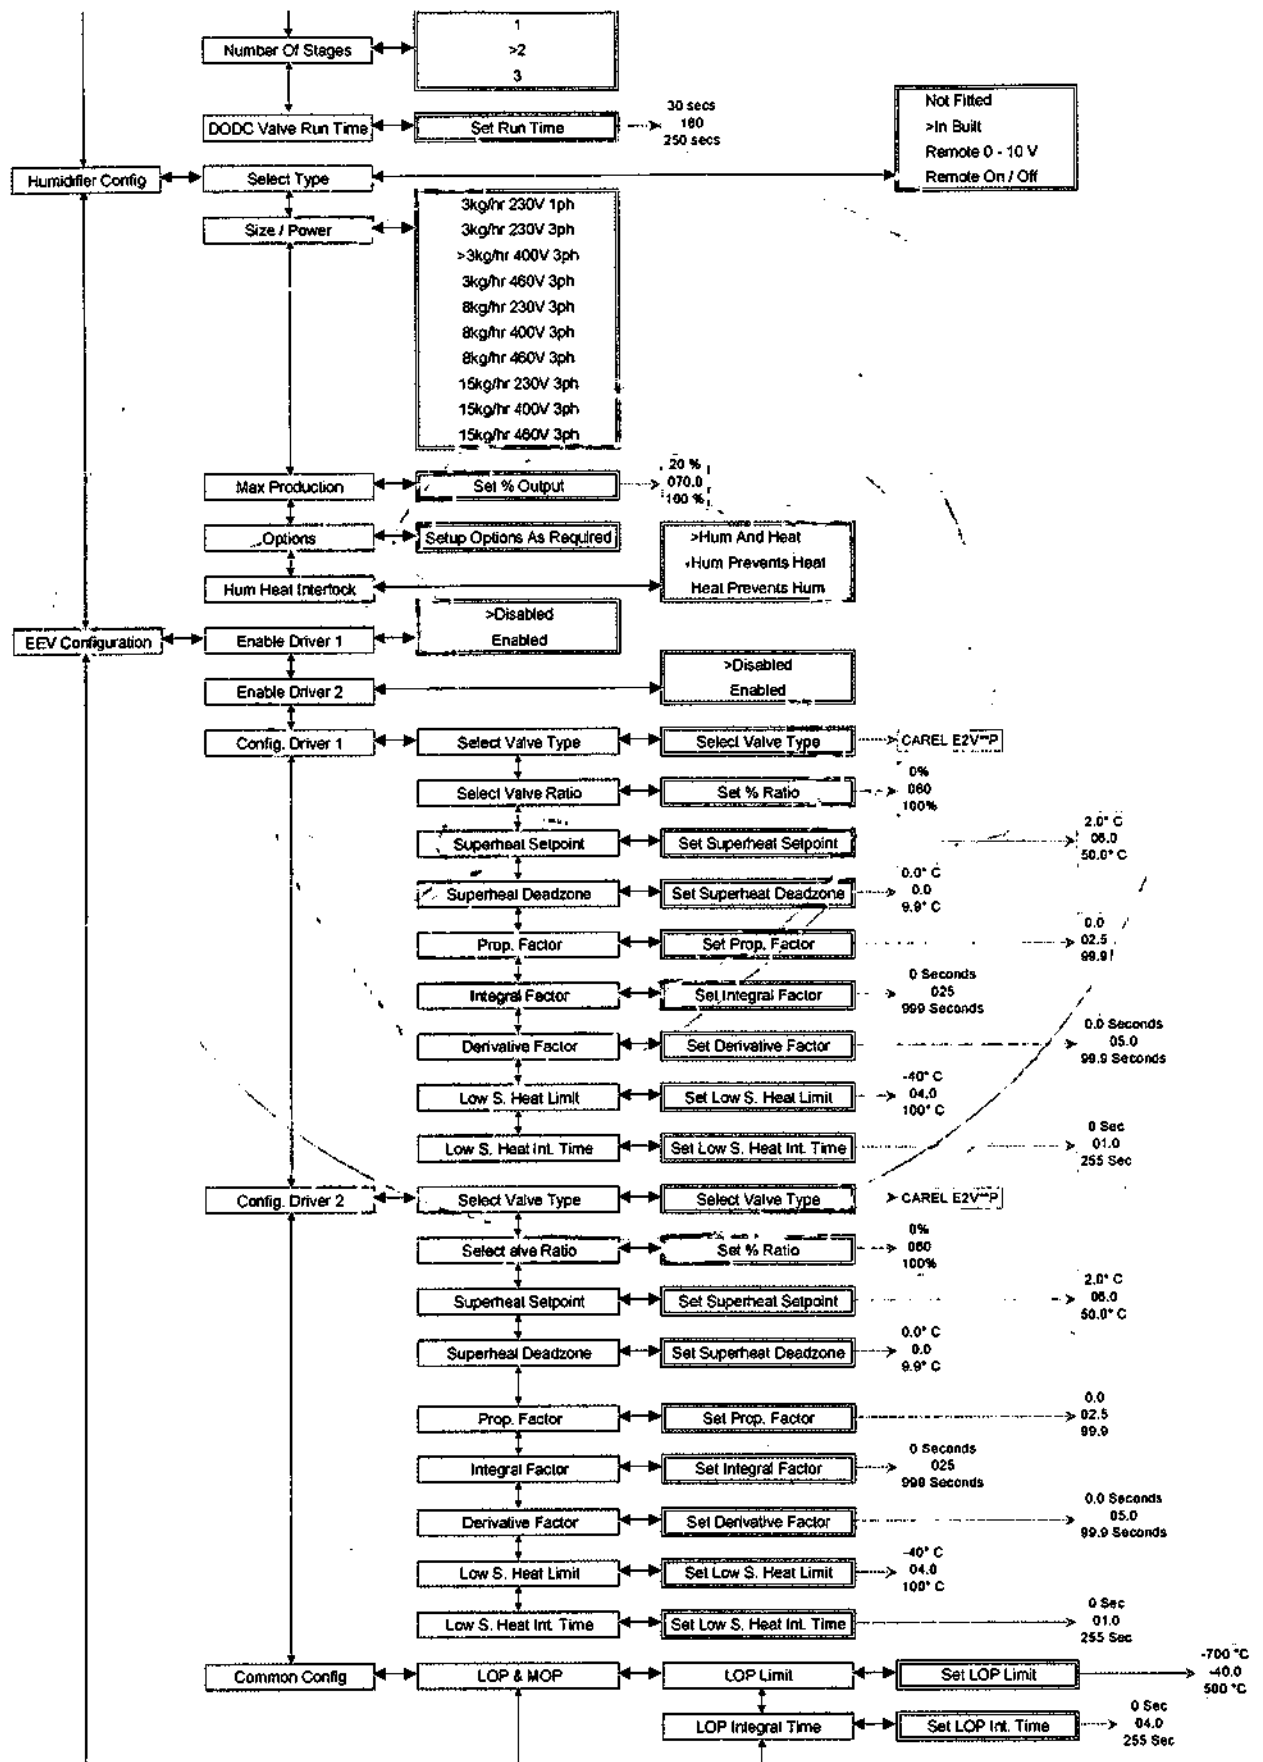 1
Number Of Stages
>2
3
DODC Valve Run Time
Set Run Time
30 secs
160
250 secs
Not Fitted
>In Built
Remote 0 - 10 V
Remote On / Off
Humidifier Config
Select Type
Size / Power
3kg/hr 230V 1ph
3kg/hr 230V 3ph
>3kg/hr 400V 3ph
3kg/hr 460V 3ph
8kg/hr 230V 3ph
8kg/hr 400V 3ph
8kg/hr 460V 3ph
15kg/hr 230V 3ph
15kg/hr 400V 3ph
15kg/hr 460V 3ph
Max Production
Set % Output
20 %
070.0
100 %
Options
Setup Options As Required
>Hum And Heat
Hum Prevents Heat
Heat Prevents Hum
Hum Heat Interlock
EEV Configuration
Enable Driver 1
>Disabled
Enabled
Enable Driver 2
>Disabled
Enabled
Config. Driver 1
Select Valve Type
Select Valve Type
CAREL E2V**P
Select Valve Ratio
Set % Ratio
0%
060
100%
Superheat Setpoint
Set Superheat Setpoint
2.0° C
06.0
50.0° C
Superheat Deadzone
Set Superheat Deadzone
0.0° C
0.0
9.9° C
Prop. Factor
Set Prop. Factor
0.0
02.5
99.9
Integral Factor
Set Integral Factor
0 Seconds
025
999 Seconds
Derivative Factor
Set Derivative Factor
0.0 Seconds
05.0
99.9 Seconds
Low S. Heat Limit
Set Low S. Heat Limit
-40° C
04.0
100° C
Low S. Heat Int. Time
Set Low S. Heat Int. Time
0 Sec
01.0
255 Sec
Config. Driver 2
Select Valve Type
Select Valve Type
CAREL E2V**P
Select alve Ratio
Set % Ratio
0%
060
100%
Superheat Setpoint
Set Superheat Setpoint
2.0° C
06.0
50.0° C
Superheat Deadzone
Set Superheat Deadzone
0.0° C
0.0
9.9° C
Prop. Factor
Set Prop. Factor
0.0
02.5
99.9
Integral Factor
Set Integral Factor
0 Seconds
025
999 Seconds
Derivative Factor
Set Derivative Factor
0.0 Seconds
05.0
99.9 Seconds
Low S. Heat Limit
Set Low S. Heat Limit
-40° C
04.0
100° C
Low S. Heat Int. Time
Set Low S. Heat Int. Time
0 Sec
01.0
255 Sec
Common Config
LOP & MOP
LOP Limit
Set LOP Limit
-700 °C
-40.0
500 °C
LOP Integral Time
Set LOP Int. Time
0 Sec
04.0
255 Sec